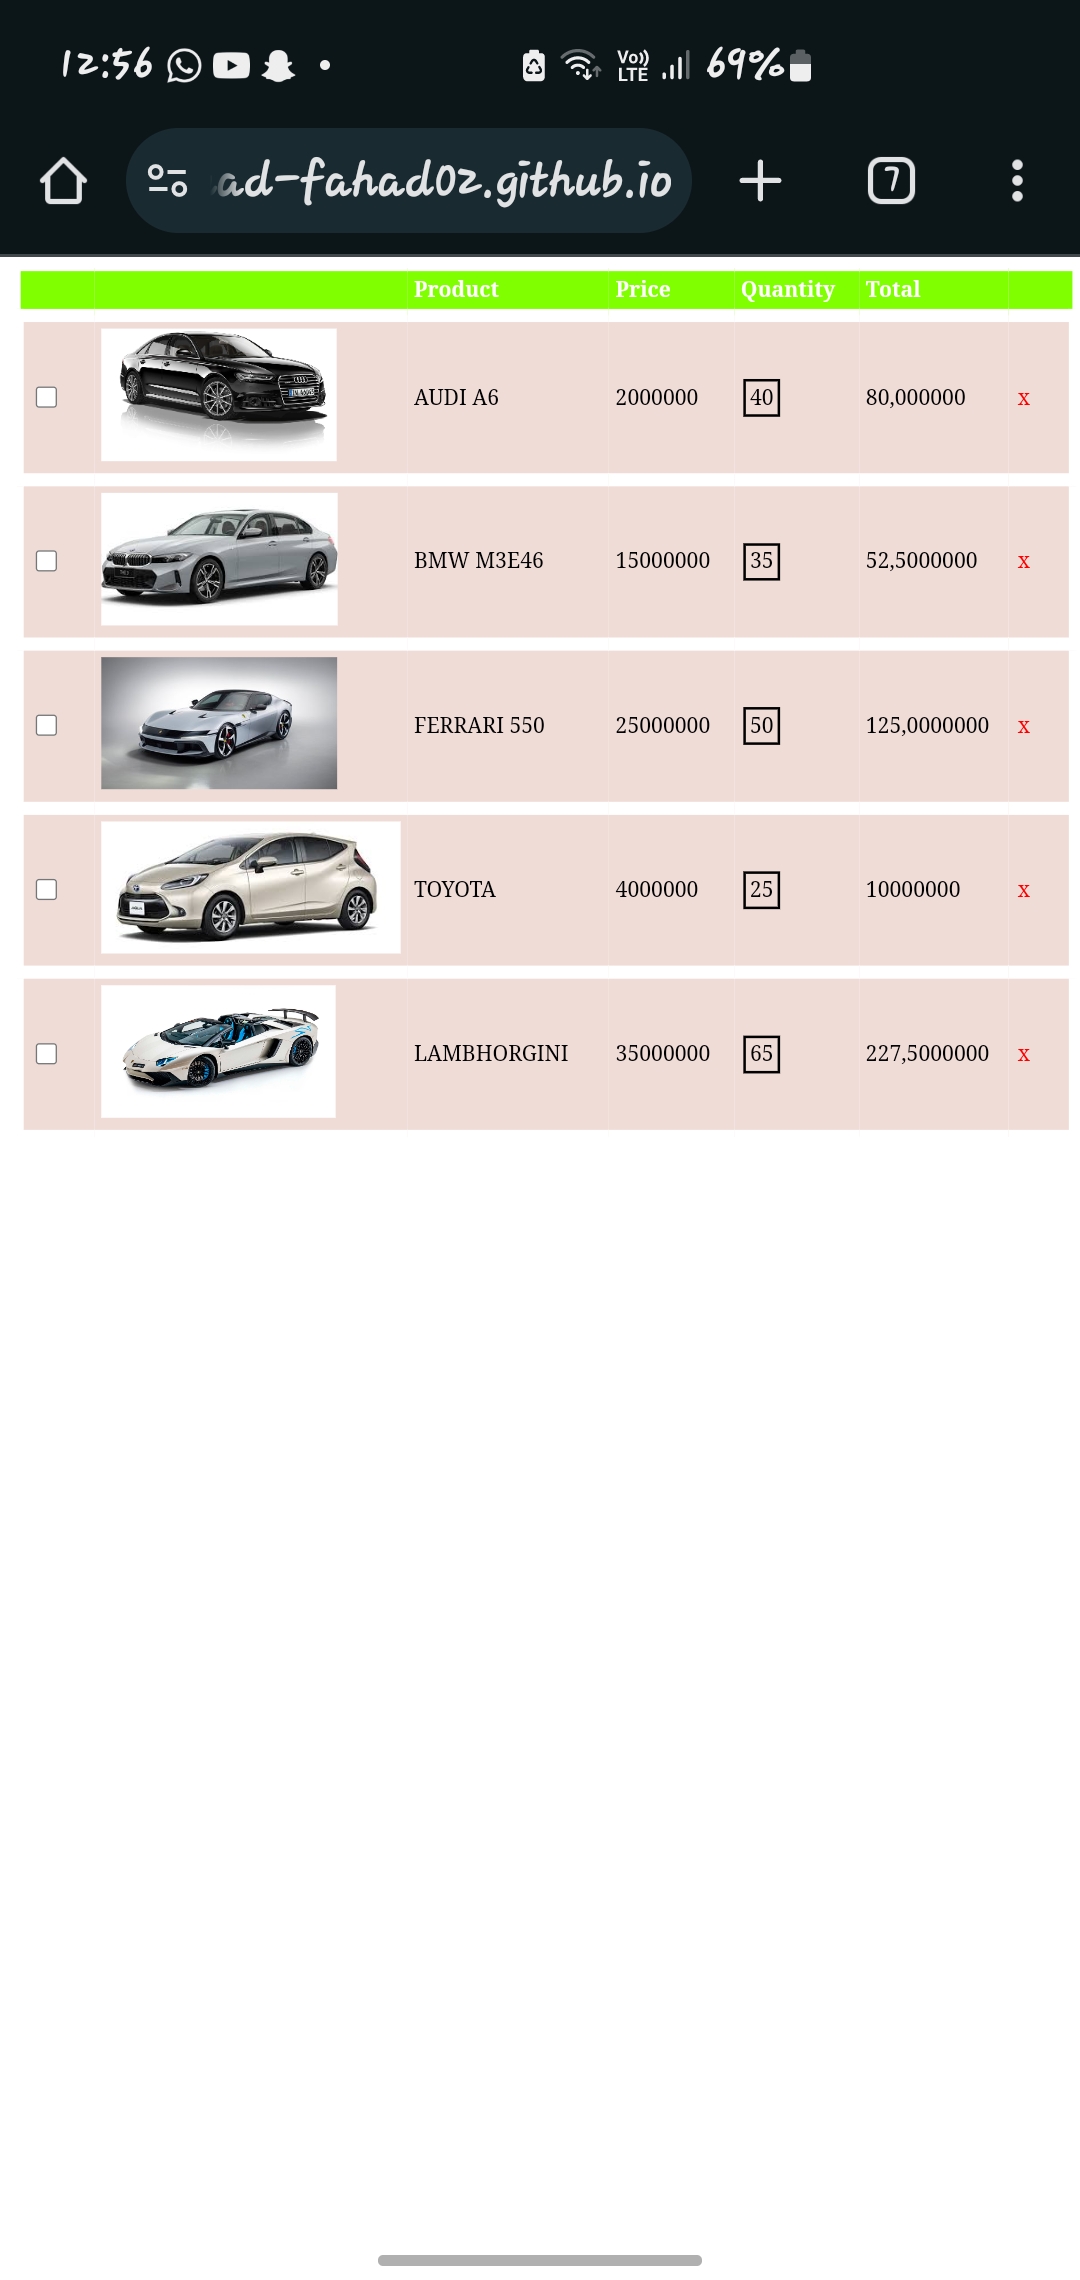 12:56 Vo)) LTE 69%
ad-fahad02.github.io 7
Product Price Quantity Total
AUDI A6 2000000 40 80,000000 x
BMW M3E46 15000000 35 52,5000000 x
FERRARI 550 25000000 50 125,0000000 x
TOYOTA 4000000 25 10000000 x
LAMBHORGINI 35000000 65 227,5000000 x